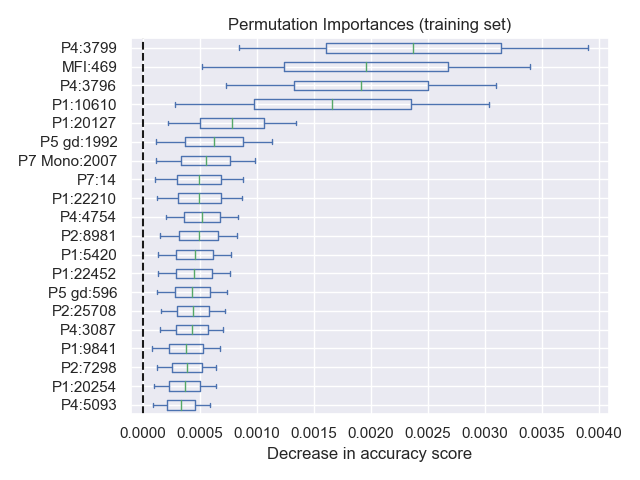 Permutation Importances (training set)
P4:3799
MFI:469
P4:3796
P1:10610
P1:20127
P5 gd:1992
P7 Mono:2007
P7:14
P1:22210
P4:4754
P2:8981
P1:5420
P1:22452
P5 gd:596
P2:25708
P4:3087
P1:9841
P2:7298
P1:20254
P4:5093
0.0000 0.0005 0.0010 0.0015 0.0020 0.0025 0.0030 0.0035 0.0040
Decrease in accuracy score